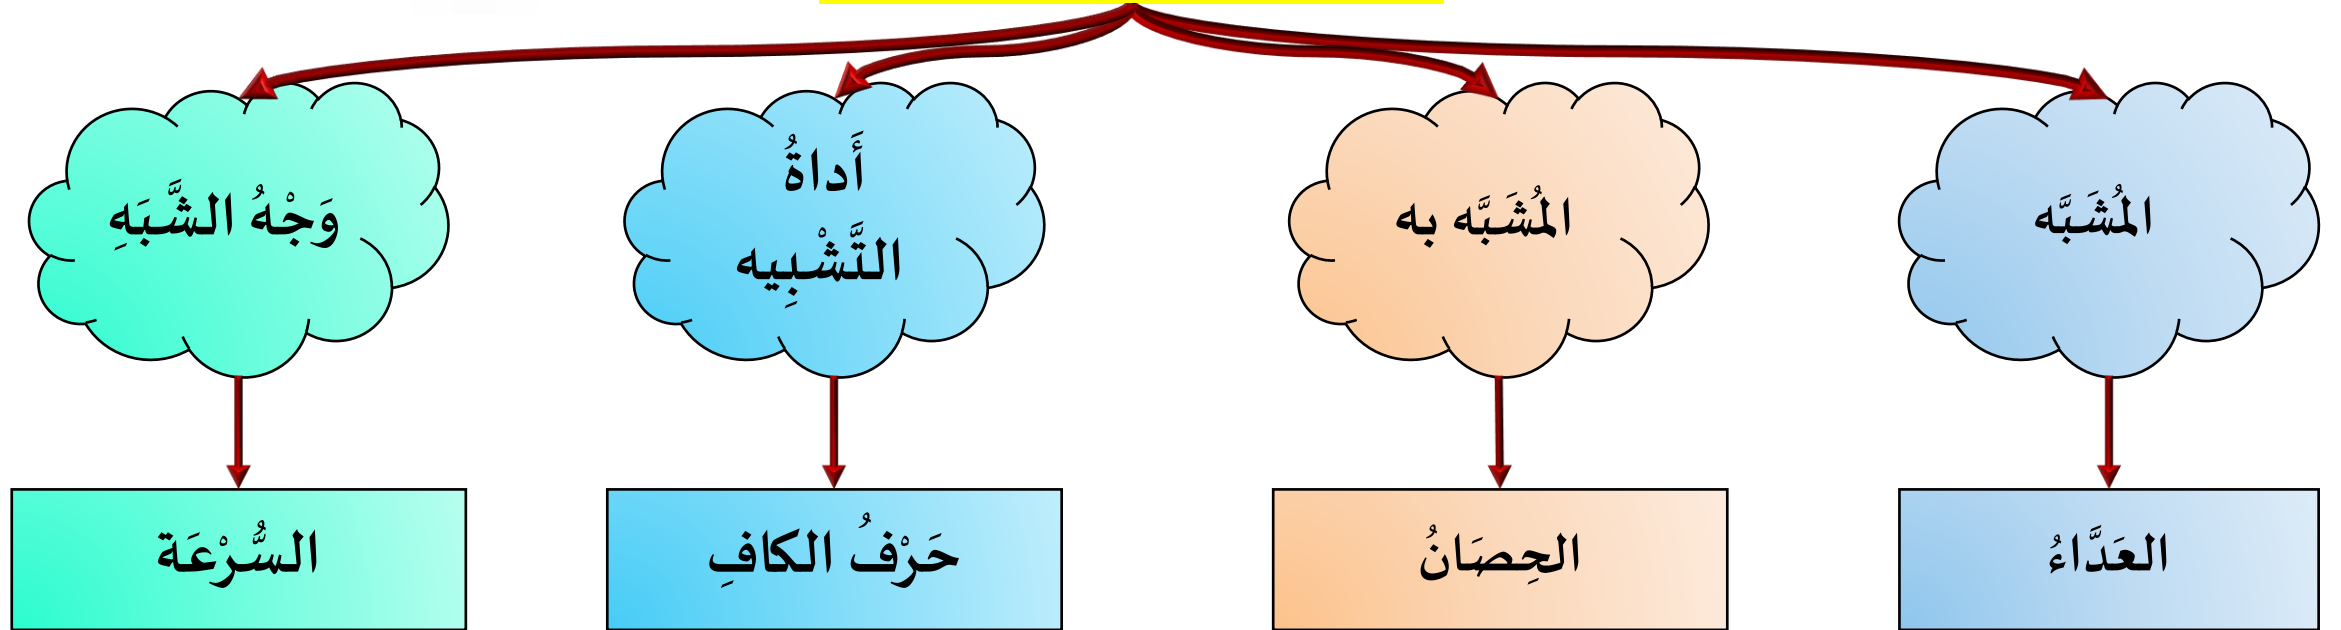 المُشَبَّه
المُشَبَّه به
أَداةُ
التَّشْبِيه
وَجْهُ الشَّبَهِ
العَدَّاءُ
الحِصَانُ
حَرْفُ الكافِ
السُّرْعَة